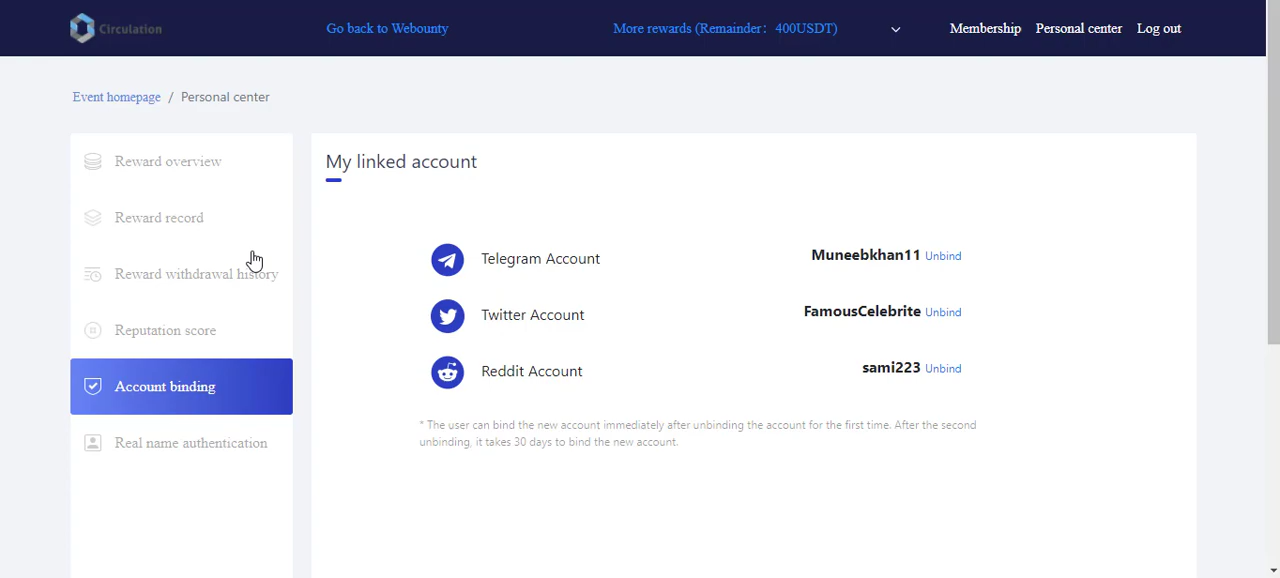 Circulation
Go back to Webounty
More rewards (Remainder: 400USDT)
Membership
Personal center
Log out
Event homepage / Personal center
Reward overview
Reward record
Reward withdrawal history
Reputation score
Account binding
Real name authentication
My linked account
Telegram Account
Muneebkhan11 Unbind
Twitter Account
FamousCelebrite Unbind
Reddit Account
sami223 Unbind
* The user can bind the new account immediately after unbinding the account for the first time. After the second
unbinding, it takes 30 days to bind the new account.